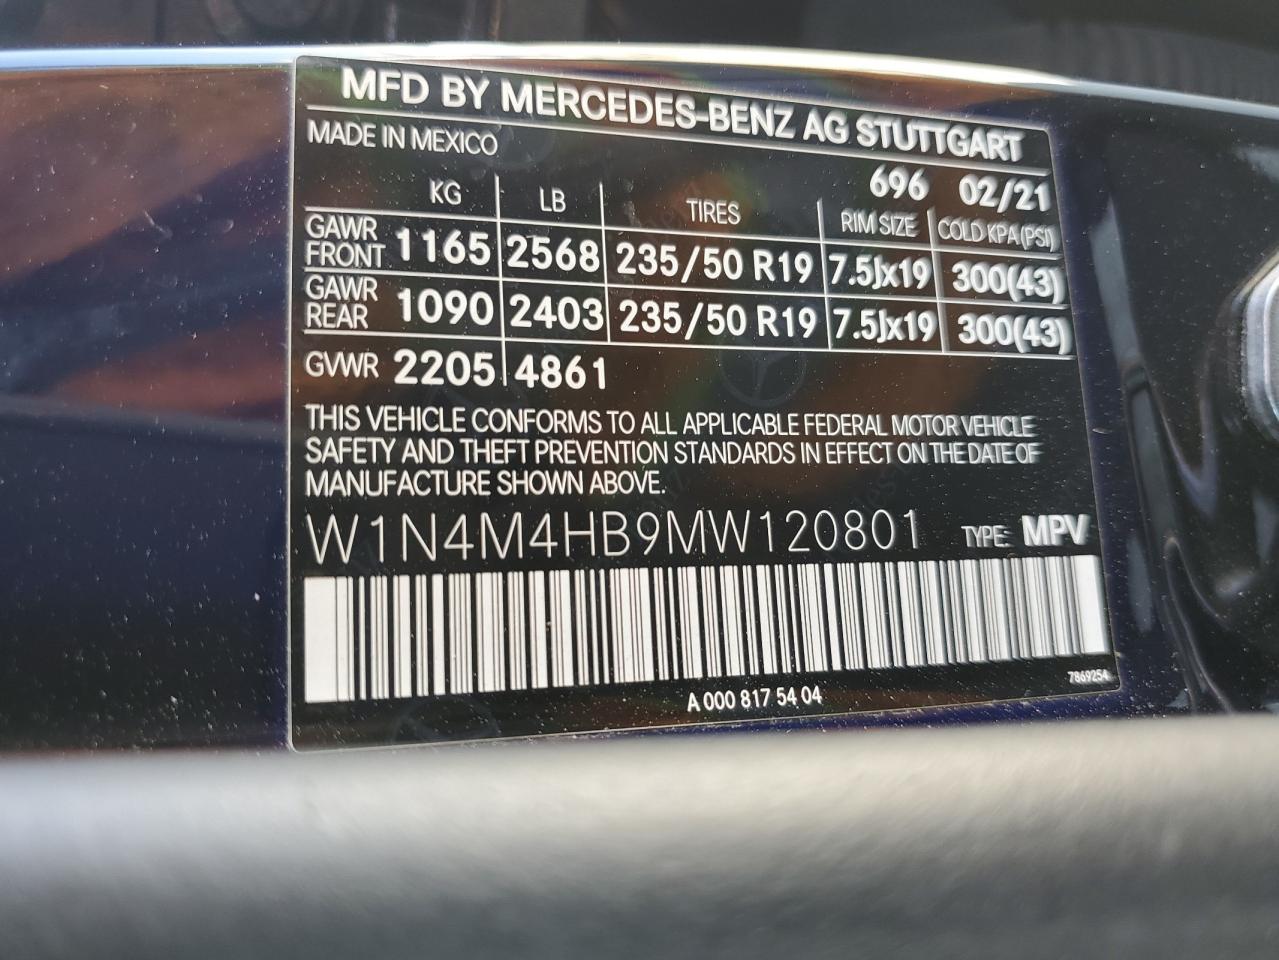 MFD BY MERCEDES-BENZ AG STUTTGART
MADE IN MEXICO
696 02/21
KG LB TIRES RIM SIZE COLD KPA (PSI)
GAWR FRONT 1165 2568 235/50 R19 7.5Jx19 300(43)
GAWR REAR 1090 2403 235/50 R19 7.5Jx19 300(43)
GVWR 2205 4861
THIS VEHICLE CONFORMS TO ALL APPLICABLE FEDERAL MOTOR VEHICLE
SAFETY AND THEFT PREVENTION STANDARDS IN EFFECT ON THE DATE OF
MANUFACTURE SHOWN ABOVE.
W1N4M4HB9MW120801 TYPE: MPV
7869254
A 000 817 54 04